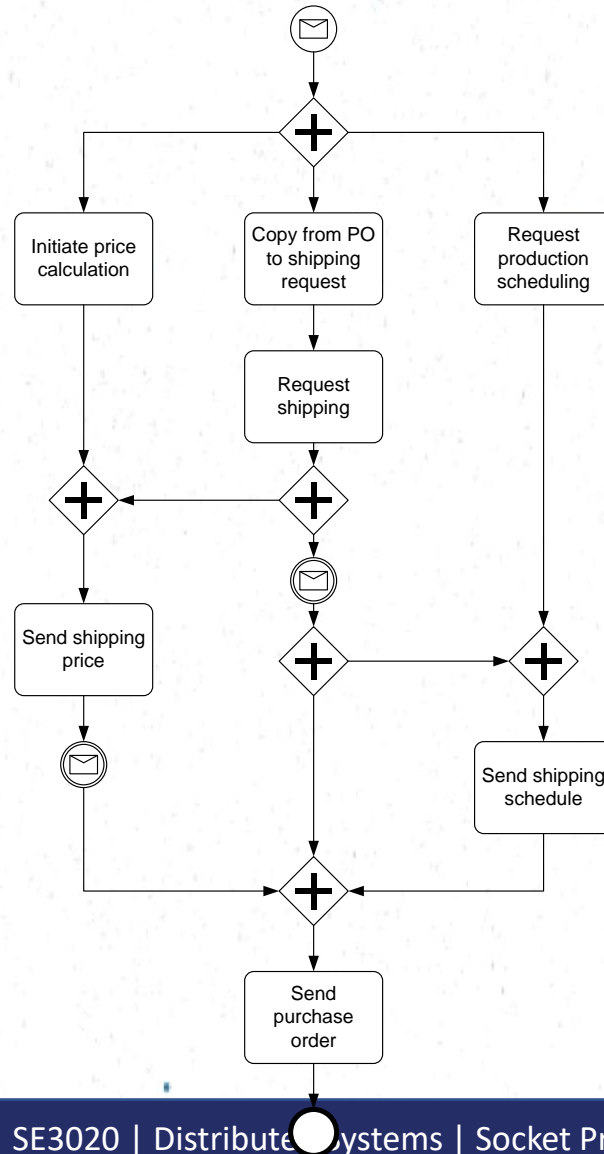 Initiate price
calculation
Copy from PO
to shipping
request
Request
production
scheduling
Request
shipping
Send shipping
price
Send shipping
schedule
Send
purchase
order
SE3020 | Distribute ystems | Socket Pr